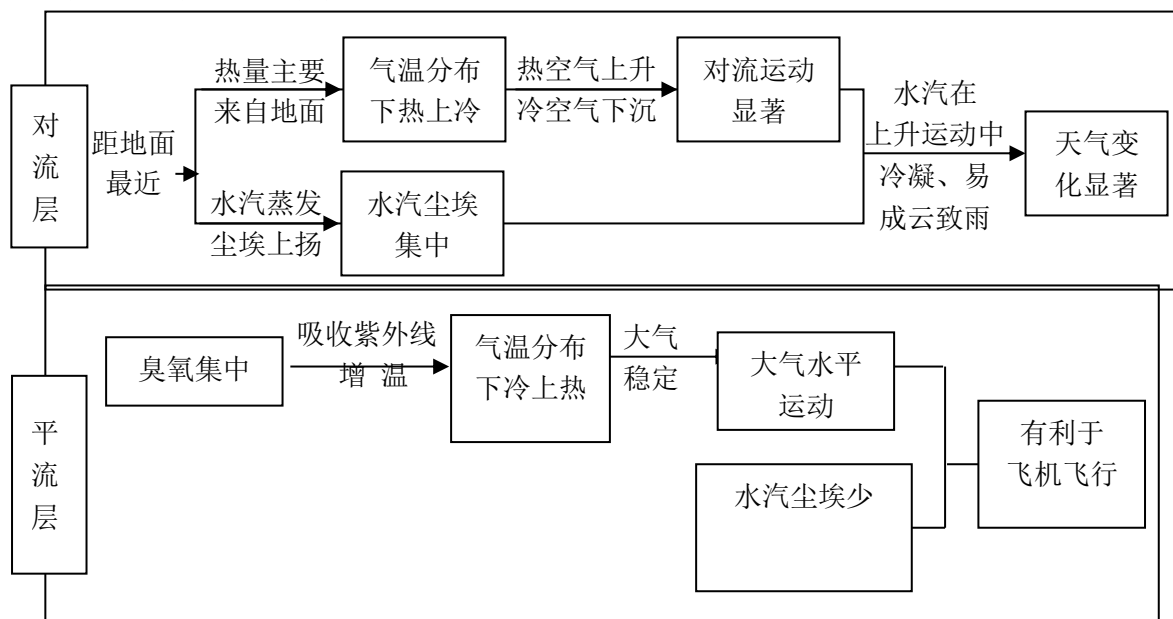 对
流
层
距地面
最近
热量主要
来自地面
气温分布
下热上冷
热空气上升
冷空气下沉
对流运动
显著
水汽蒸发
尘埃上扬
水汽尘埃
集中
水汽在
上升运动中
冷凝、易
成云致雨
天气变
化显著
平
流
层
臭氧集中
吸收紫外线
增 温
气温分布
下冷上热
大气
稳定
大气水平
运动
水汽尘埃少
有利于
飞机飞行